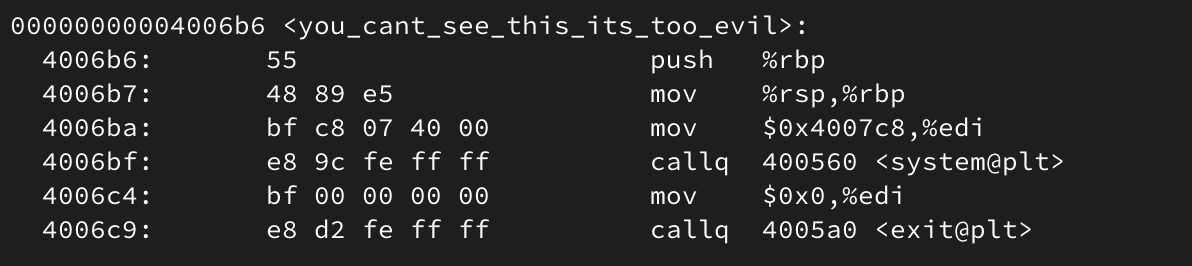 00000000004006b6 <you_cant_see_this_its_too_evil>:
4006b6: 55 push %rbp
4006b7: 48 89 e5 mov %rsp,%rbp
4006ba: bf c8 07 40 00 mov $0x4007c8,%edi
4006bf: e8 9c fe ff ff callq 400560 <system@plt>
4006c4: bf 00 00 00 00 mov $0x0,%edi
4006c9: e8 d2 fe ff ff callq 4005a0 <exit@plt>